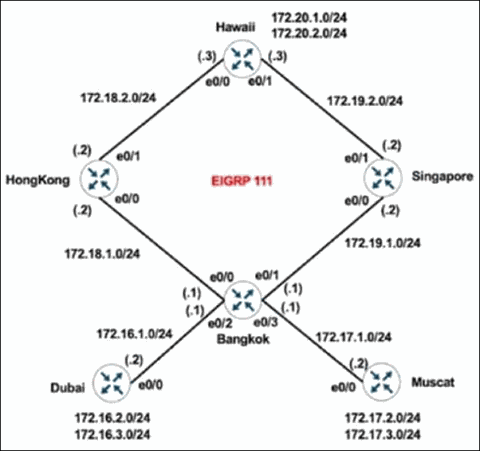 172.20.1.0/24
172.20.2.0/24
Hawaii
(.3) (.3)
e0/0 e0/1
172.18.2.0/24
172.19.2.0/24
(.2) e0/1
e0/1 (.2)
HongKong
EIGRP 111
Singapore
(.2) e0/0
e0/0 (.2)
172.18.1.0/24
172.19.1.0/24
e0/0 e0/1
(.1) (.1)
(.1) (.1)
e0/2 e0/3
172.16.1.0/24
172.17.1.0/24
Bangkok
(.2) (.2)
Dubai e0/0
e0/0 Muscat
172.16.2.0/24
172.16.3.0/24
172.17.2.0/24
172.17.3.0/24